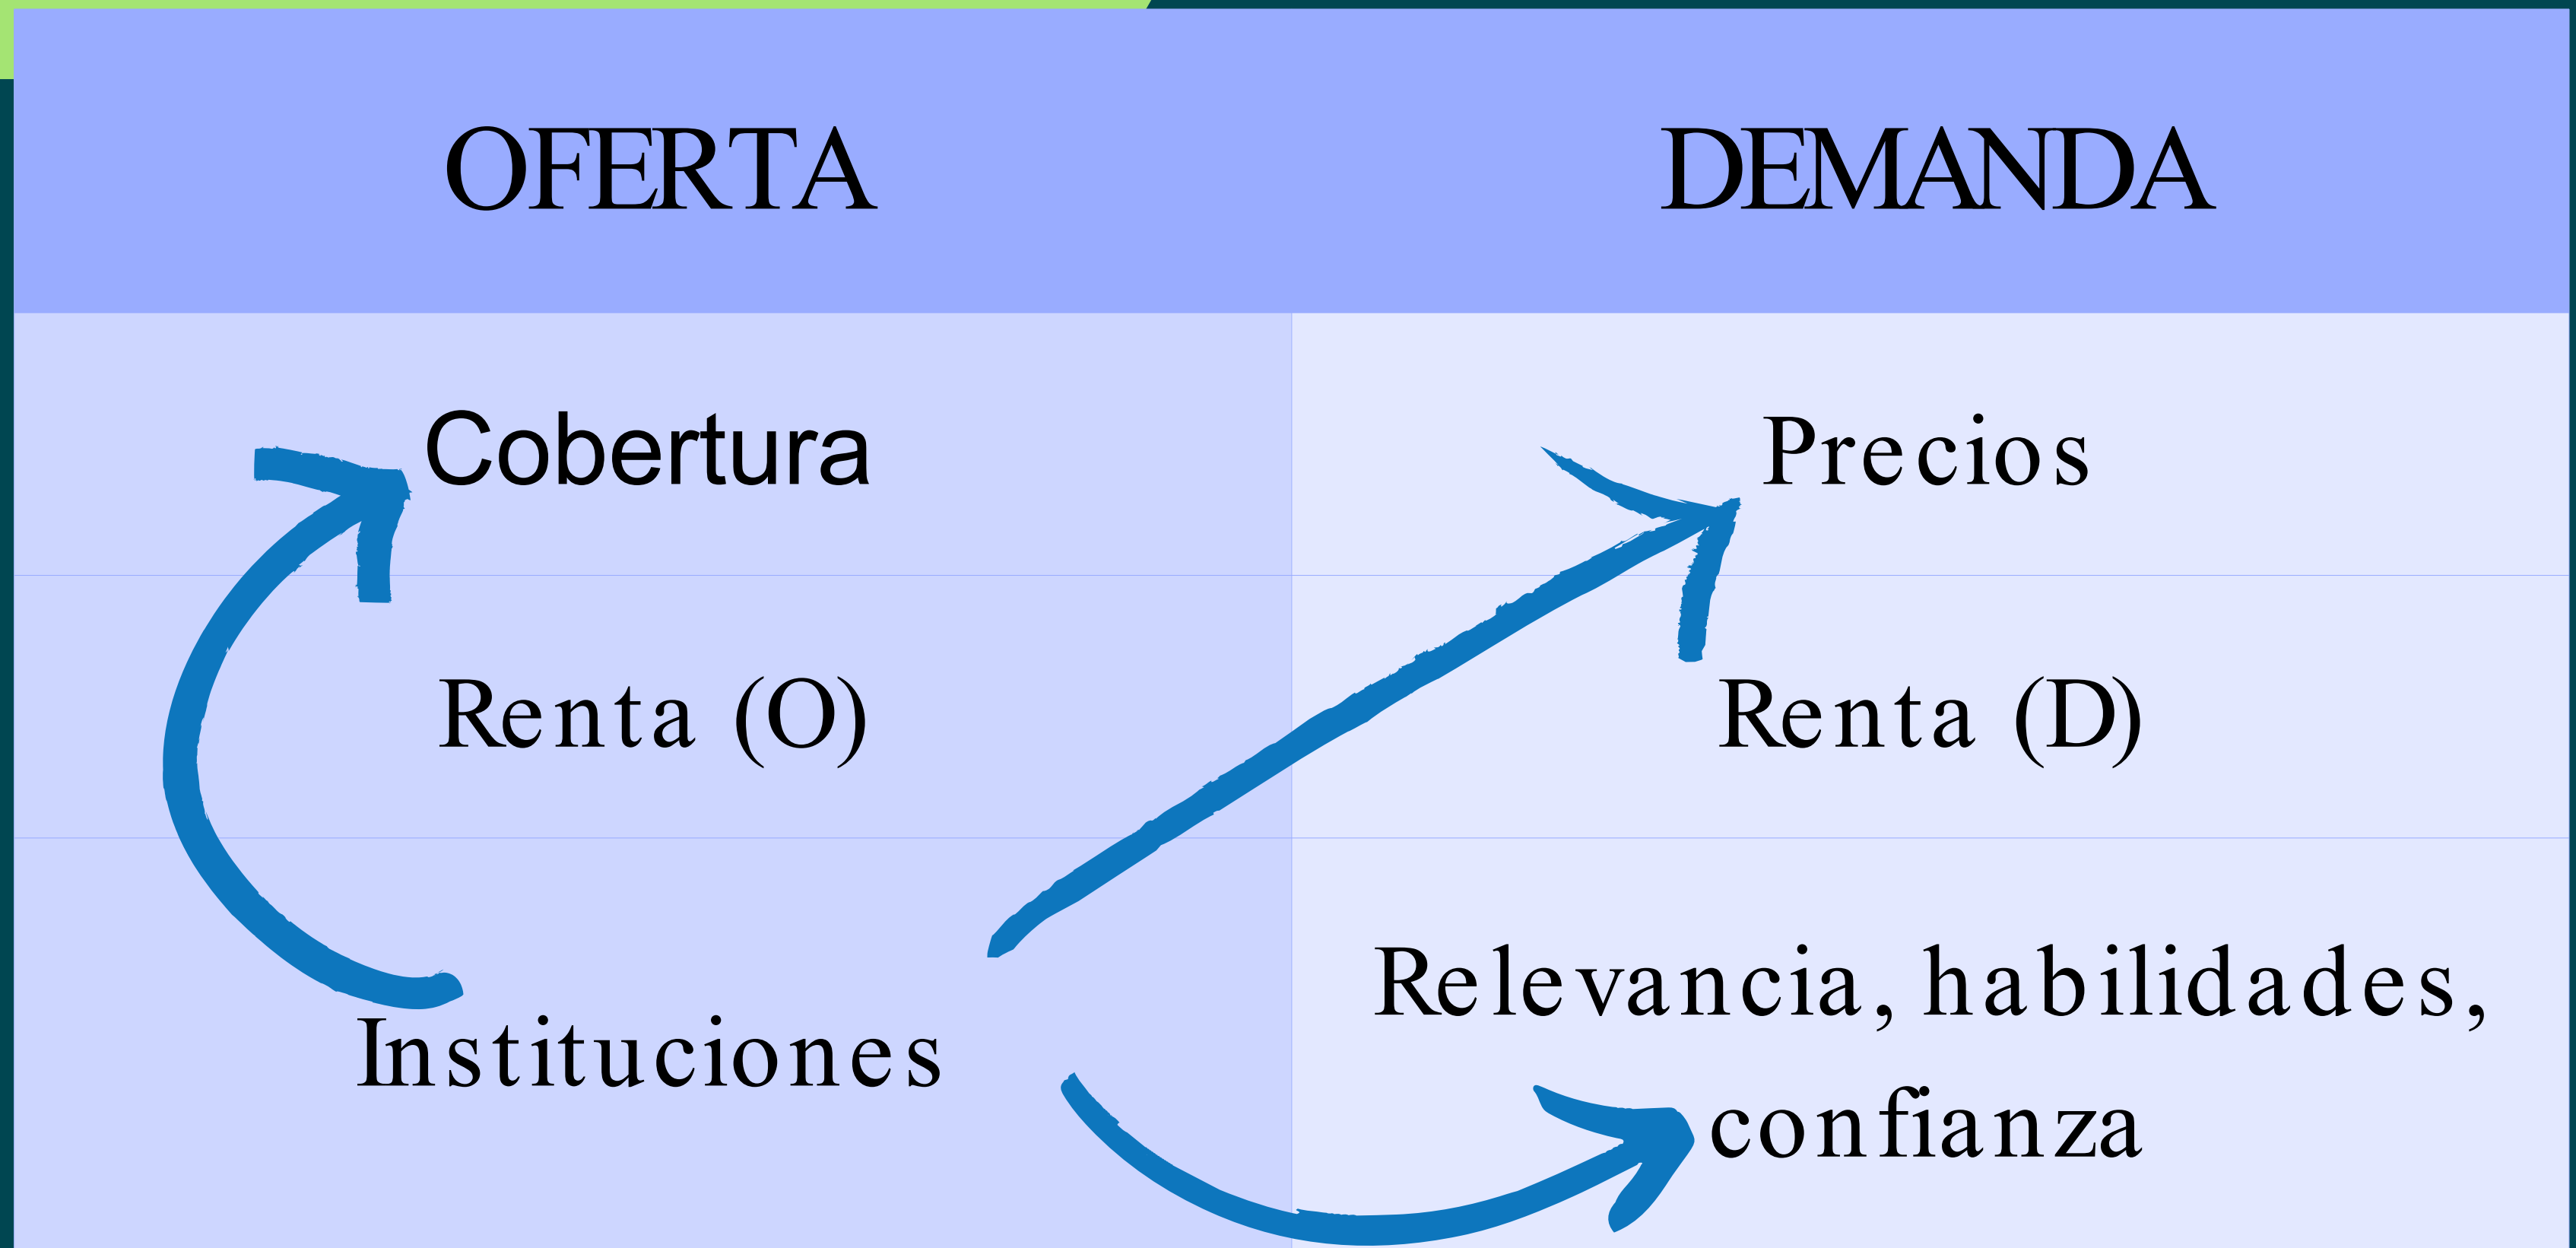 OFERTA DEMANDA
Cobertura Precios
Renta (O) Renta (D)
Instituciones
Relevancia, habilidades,
confianza